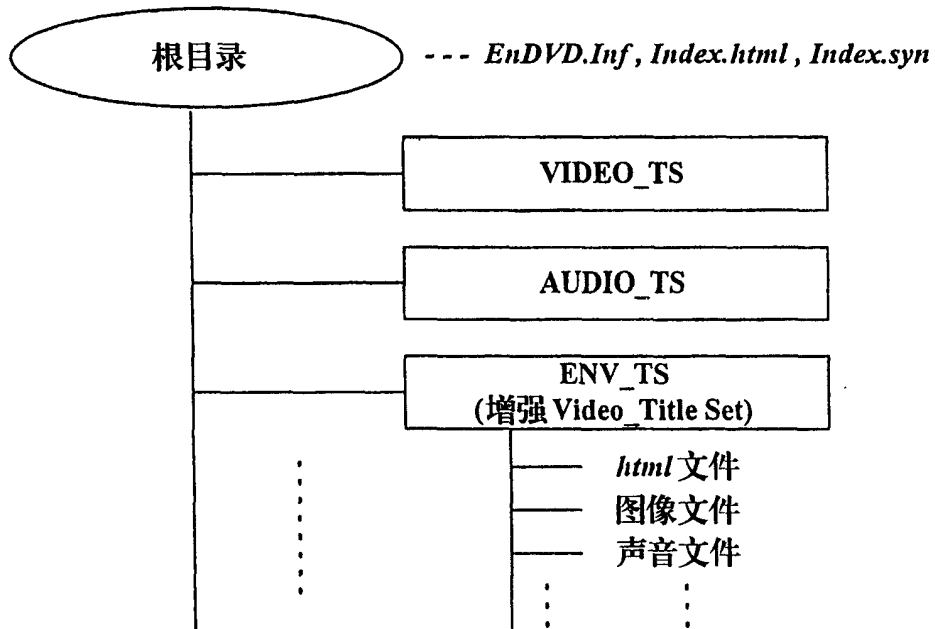 根目录
--- EnDVD.Inf, Index.html, Index.syn
VIDEO_TS
AUDIO_TS
ENV_TS
(增强 Video_Title Set)
html 文件
图像文件
声音文件